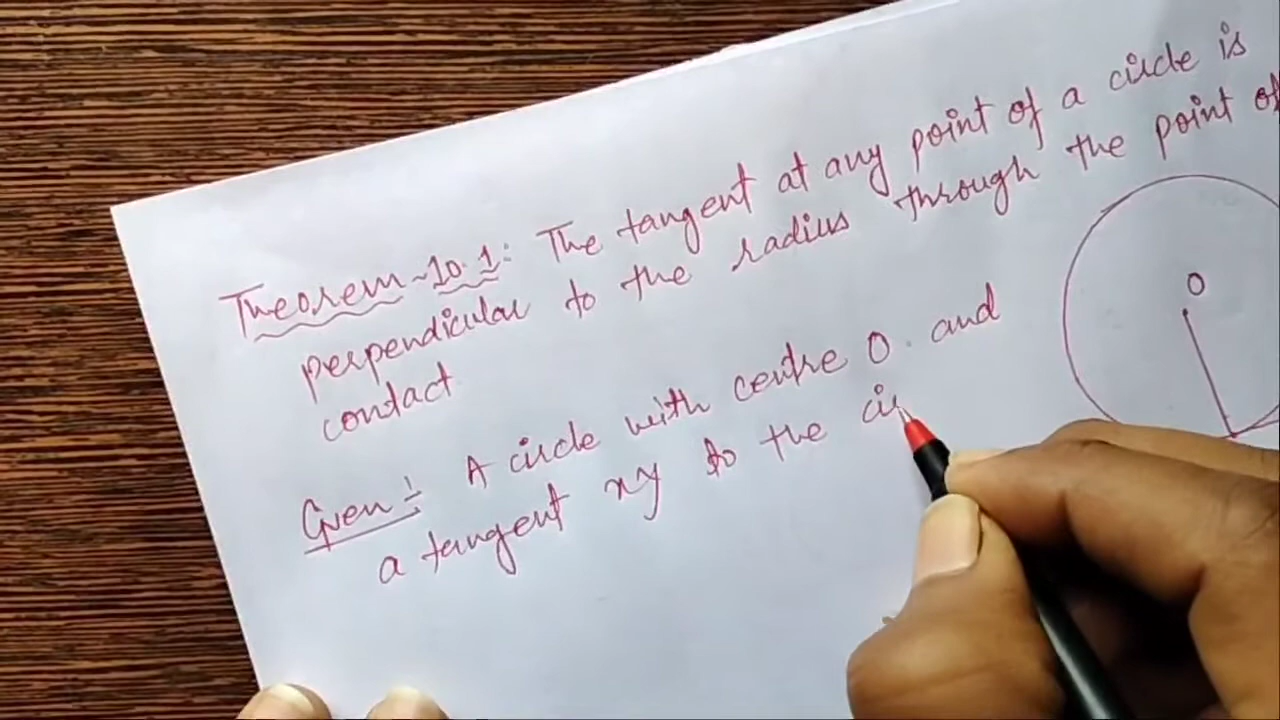 Theorem-10.1: The tangent at any point of a circle is
perpendicular to the radius through the point of
contact
Given :- A circle with centre O. and
a tangent xy to the cir
O